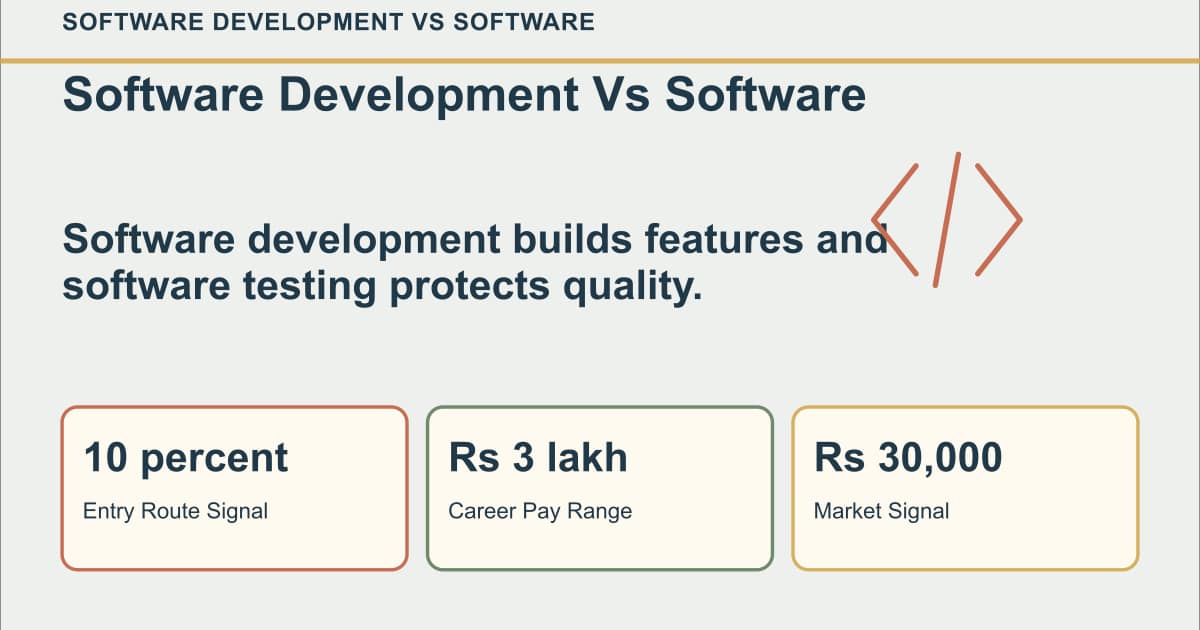 SOFTWARE DEVELOPMENT VS SOFTWARE
Software Development Vs Software
Software development builds features and
software testing protects quality.
10 percent
Entry Route Signal
Rs 3 lakh
Career Pay Range
Rs 30,000
Market Signal